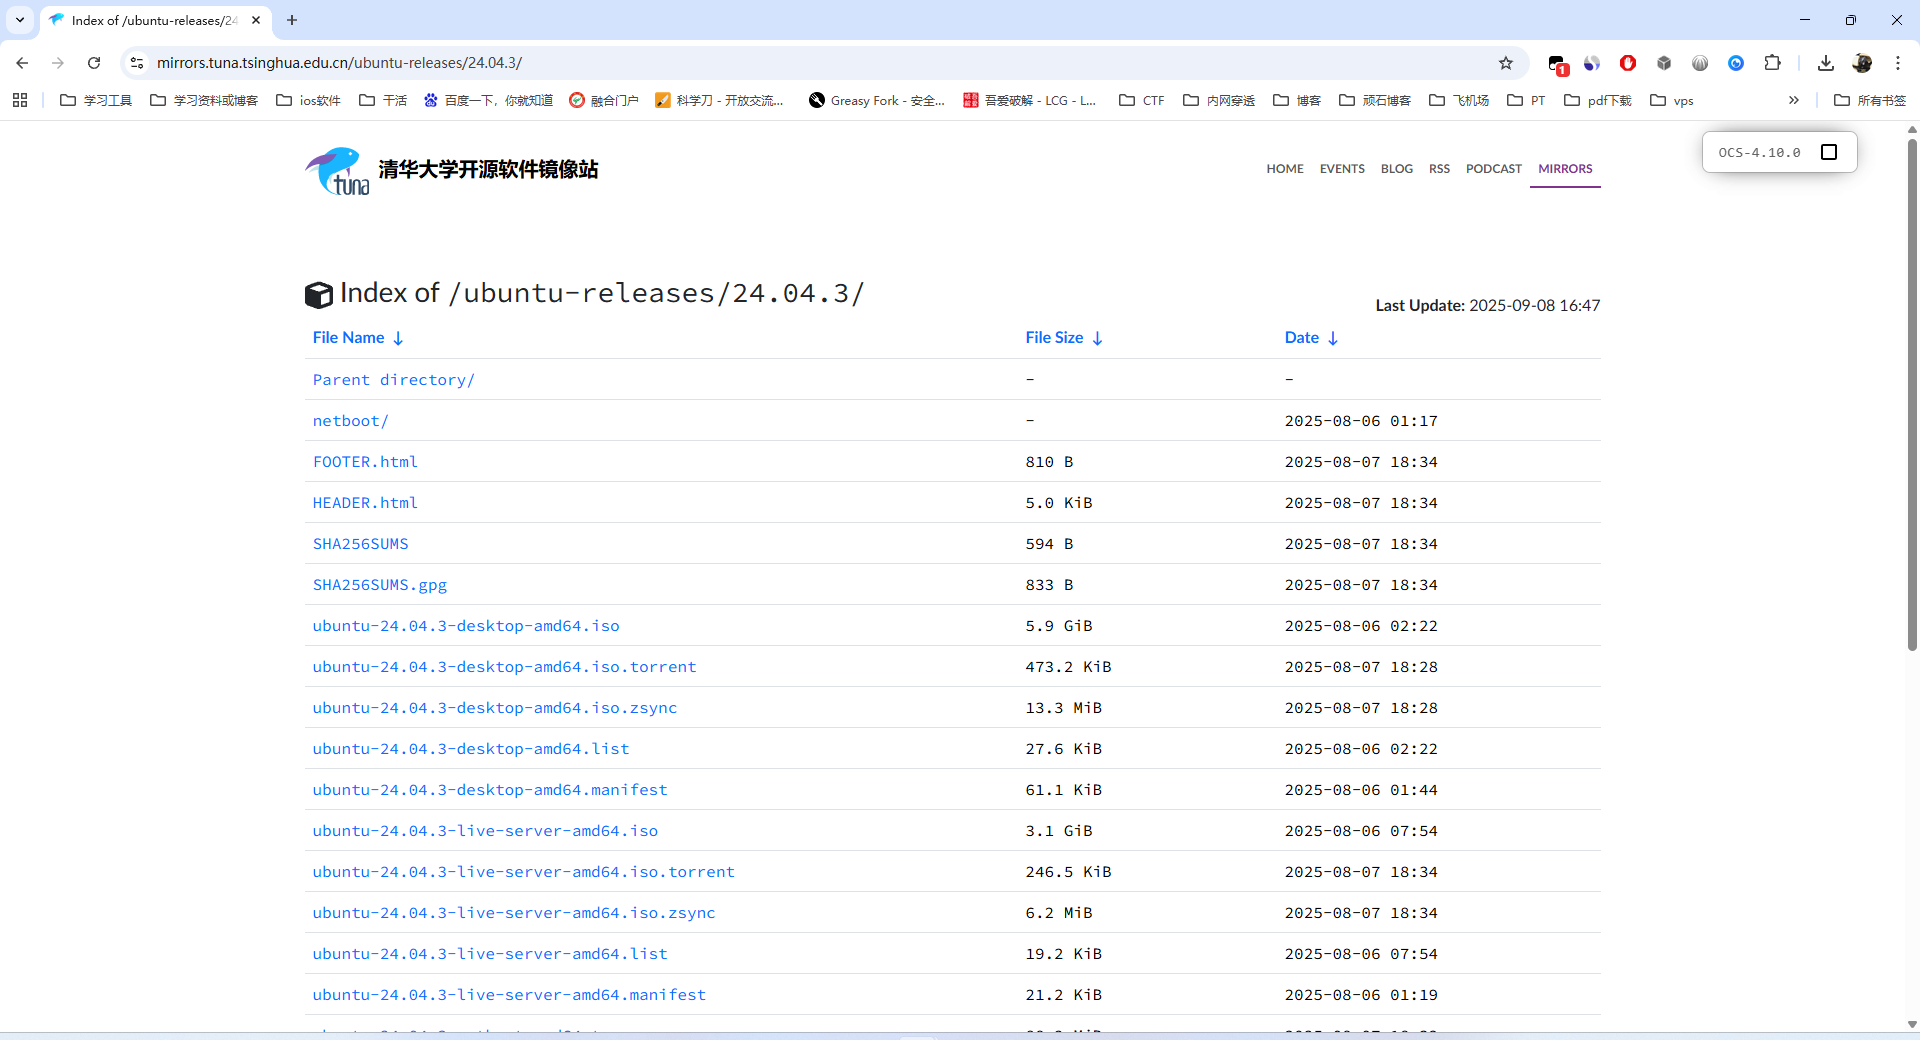 Index of /ubuntu-releases/24
mirrors.tuna.tsinghua.edu.cn/ubuntu-releases/24.04.3/
1
学习工具 学习资料或博客 ios软件 干活 百度一下，你就知道 融合门户 科学刀 - 开放交流... Greasy Fork - 安全... 吾爱破解 - LCG - L... CTF 内网穿透 博客 顽石博客 飞机场 PT pdf下载 vps » 所有书签
OCS-4.10.0
tuna 清华大学开源软件镜像站 HOME EVENTS BLOG RSS PODCAST MIRRORS
Index of /ubuntu-releases/24.04.3/
Last Update: 2025-09-08 16:47
File Name ↓ File Size ↓ Date ↓
Parent directory/ - -
netboot/ - 2025-08-06 01:17
FOOTER.html 810 B 2025-08-07 18:34
HEADER.html 5.0 KiB 2025-08-07 18:34
SHA256SUMS 594 B 2025-08-07 18:34
SHA256SUMS.gpg 833 B 2025-08-07 18:34
ubuntu-24.04.3-desktop-amd64.iso 5.9 GiB 2025-08-06 02:22
ubuntu-24.04.3-desktop-amd64.iso.torrent 473.2 KiB 2025-08-07 18:28
ubuntu-24.04.3-desktop-amd64.iso.zsync 13.3 MiB 2025-08-07 18:28
ubuntu-24.04.3-desktop-amd64.list 27.6 KiB 2025-08-06 02:22
ubuntu-24.04.3-desktop-amd64.manifest 61.1 KiB 2025-08-06 01:44
ubuntu-24.04.3-live-server-amd64.iso 3.1 GiB 2025-08-06 07:54
ubuntu-24.04.3-live-server-amd64.iso.torrent 246.5 KiB 2025-08-07 18:34
ubuntu-24.04.3-live-server-amd64.iso.zsync 6.2 MiB 2025-08-07 18:34
ubuntu-24.04.3-live-server-amd64.list 19.2 KiB 2025-08-06 07:54
ubuntu-24.04.3-live-server-amd64.manifest 21.2 KiB 2025-08-06 01:19